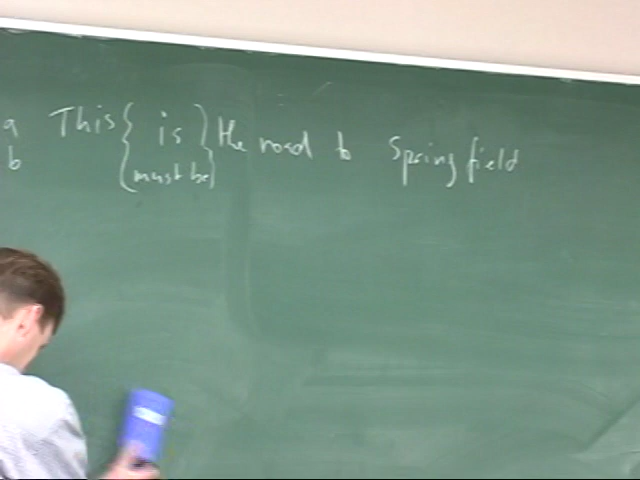 a This { is } the road to Springfield
b { must be }